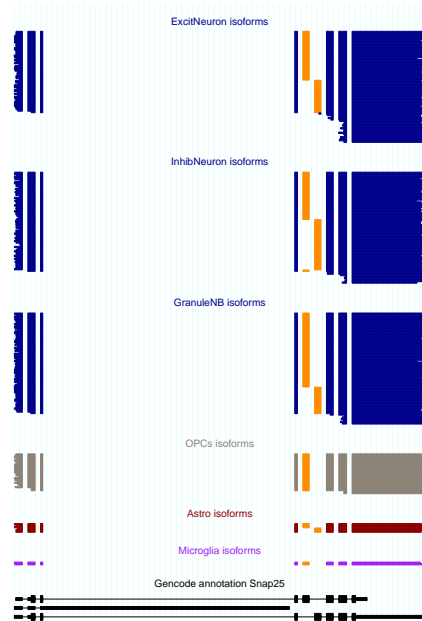 ExcitNeuron isoforms
InhibNeuron isoforms
GranuleNB isoforms
OPCs isoforms
Astro isoforms
Microglia isoforms
Gencode annotation Snap25